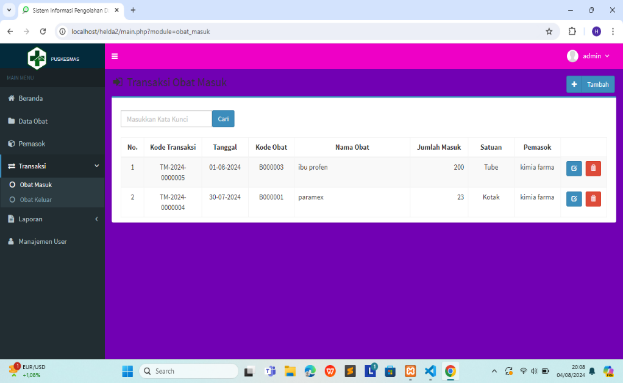 Sistem Informasi Pengolahan D
localhost/helda2/main.php?module=obat_masuk
H
PUSKESMAS
admin
MAIN MENU
Beranda
Data Obat
Pemasok
Transaksi
Obat Masuk
Obat Keluar
Laporan
Manajemen User
Tambah
Masukkan Kata Kunci
Cari
No. Kode Transaksi Tanggal Kode Obat Nama Obat Jumlah Masuk Satuan Pemasok
1 TM-2024-0000005 01-08-2024 B000003 ibu profen 200 Tube kimia farma
2 TM-2024-0000004 30-07-2024 B000001 paramex 23 Kotak kimia farma
EUR/USD
+1.08%
Search
20:08
04/08/2024